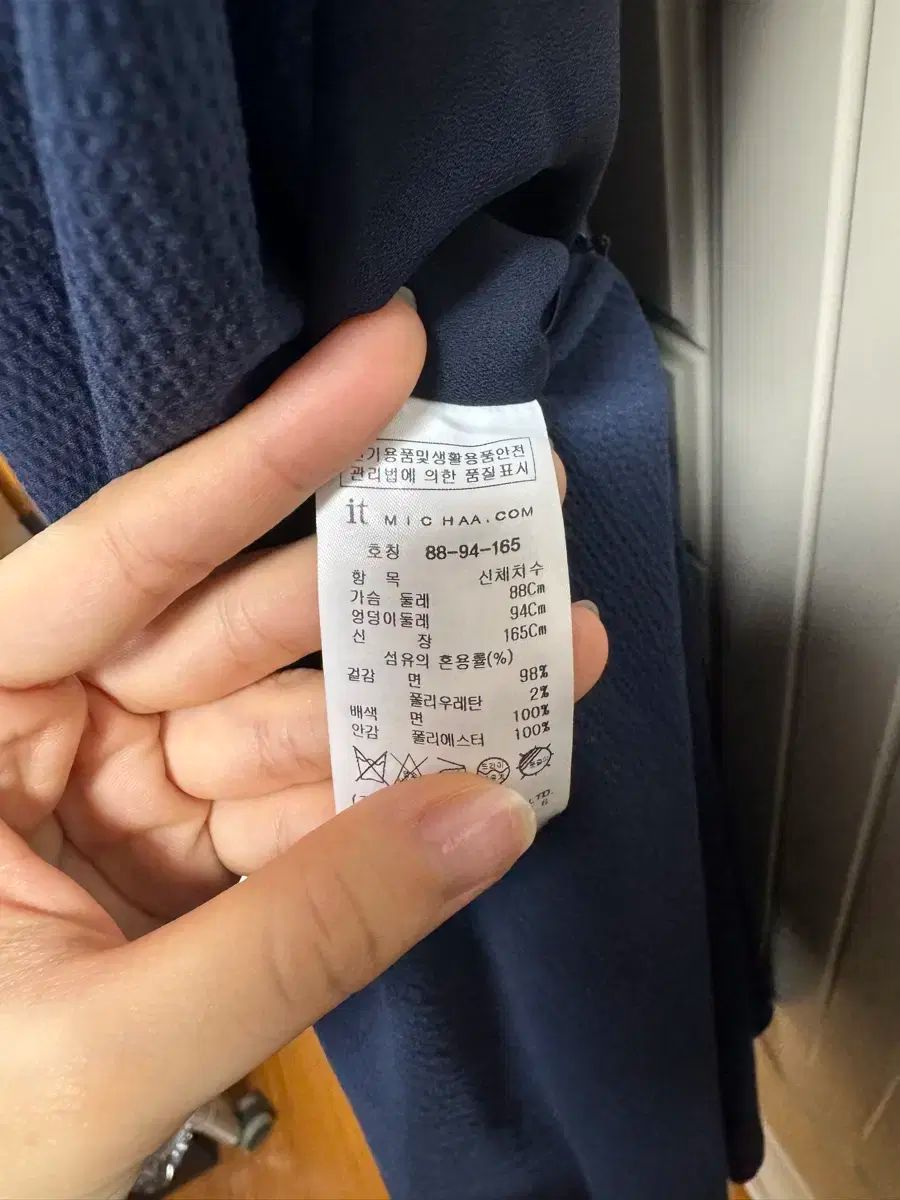 기용품및생활용품안전
관리법에 의한 품질표시
it MICHAA.COM
호칭 88-94-165
항 목 신체치수
가슴 둘레 88Cm
엉덩이둘레 94Cm
신 장 165Cm
섬유의 혼용률(%)
겉감 면 98%
폴리우레탄 2%
배색 면 100%
안감 폴리에스터 100%
드라이